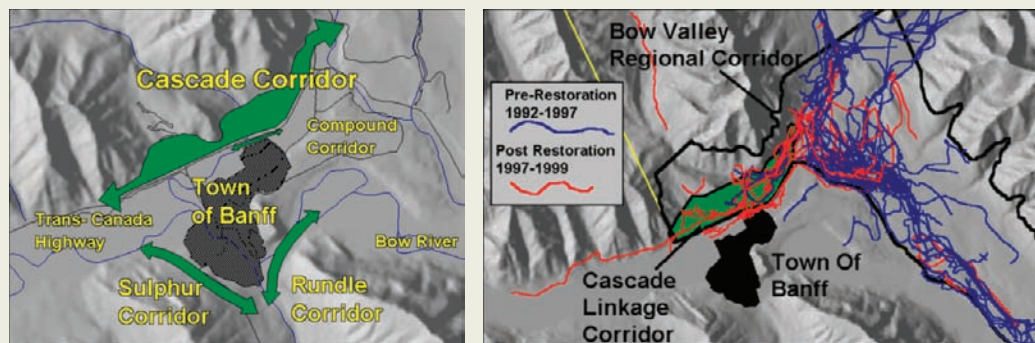 Cascade Corridor
Compound
Corridor
Town
of Banff
Trans- Canada
Highway
Bow River
Sulphur
Corridor
Rundle
Corridor
Bow Valley
Regional Corridor
Pre-Restoration
1992-1997
Post Restoration
1997-1999
Cascade
Linkage
Corridor
Town Of
Banff